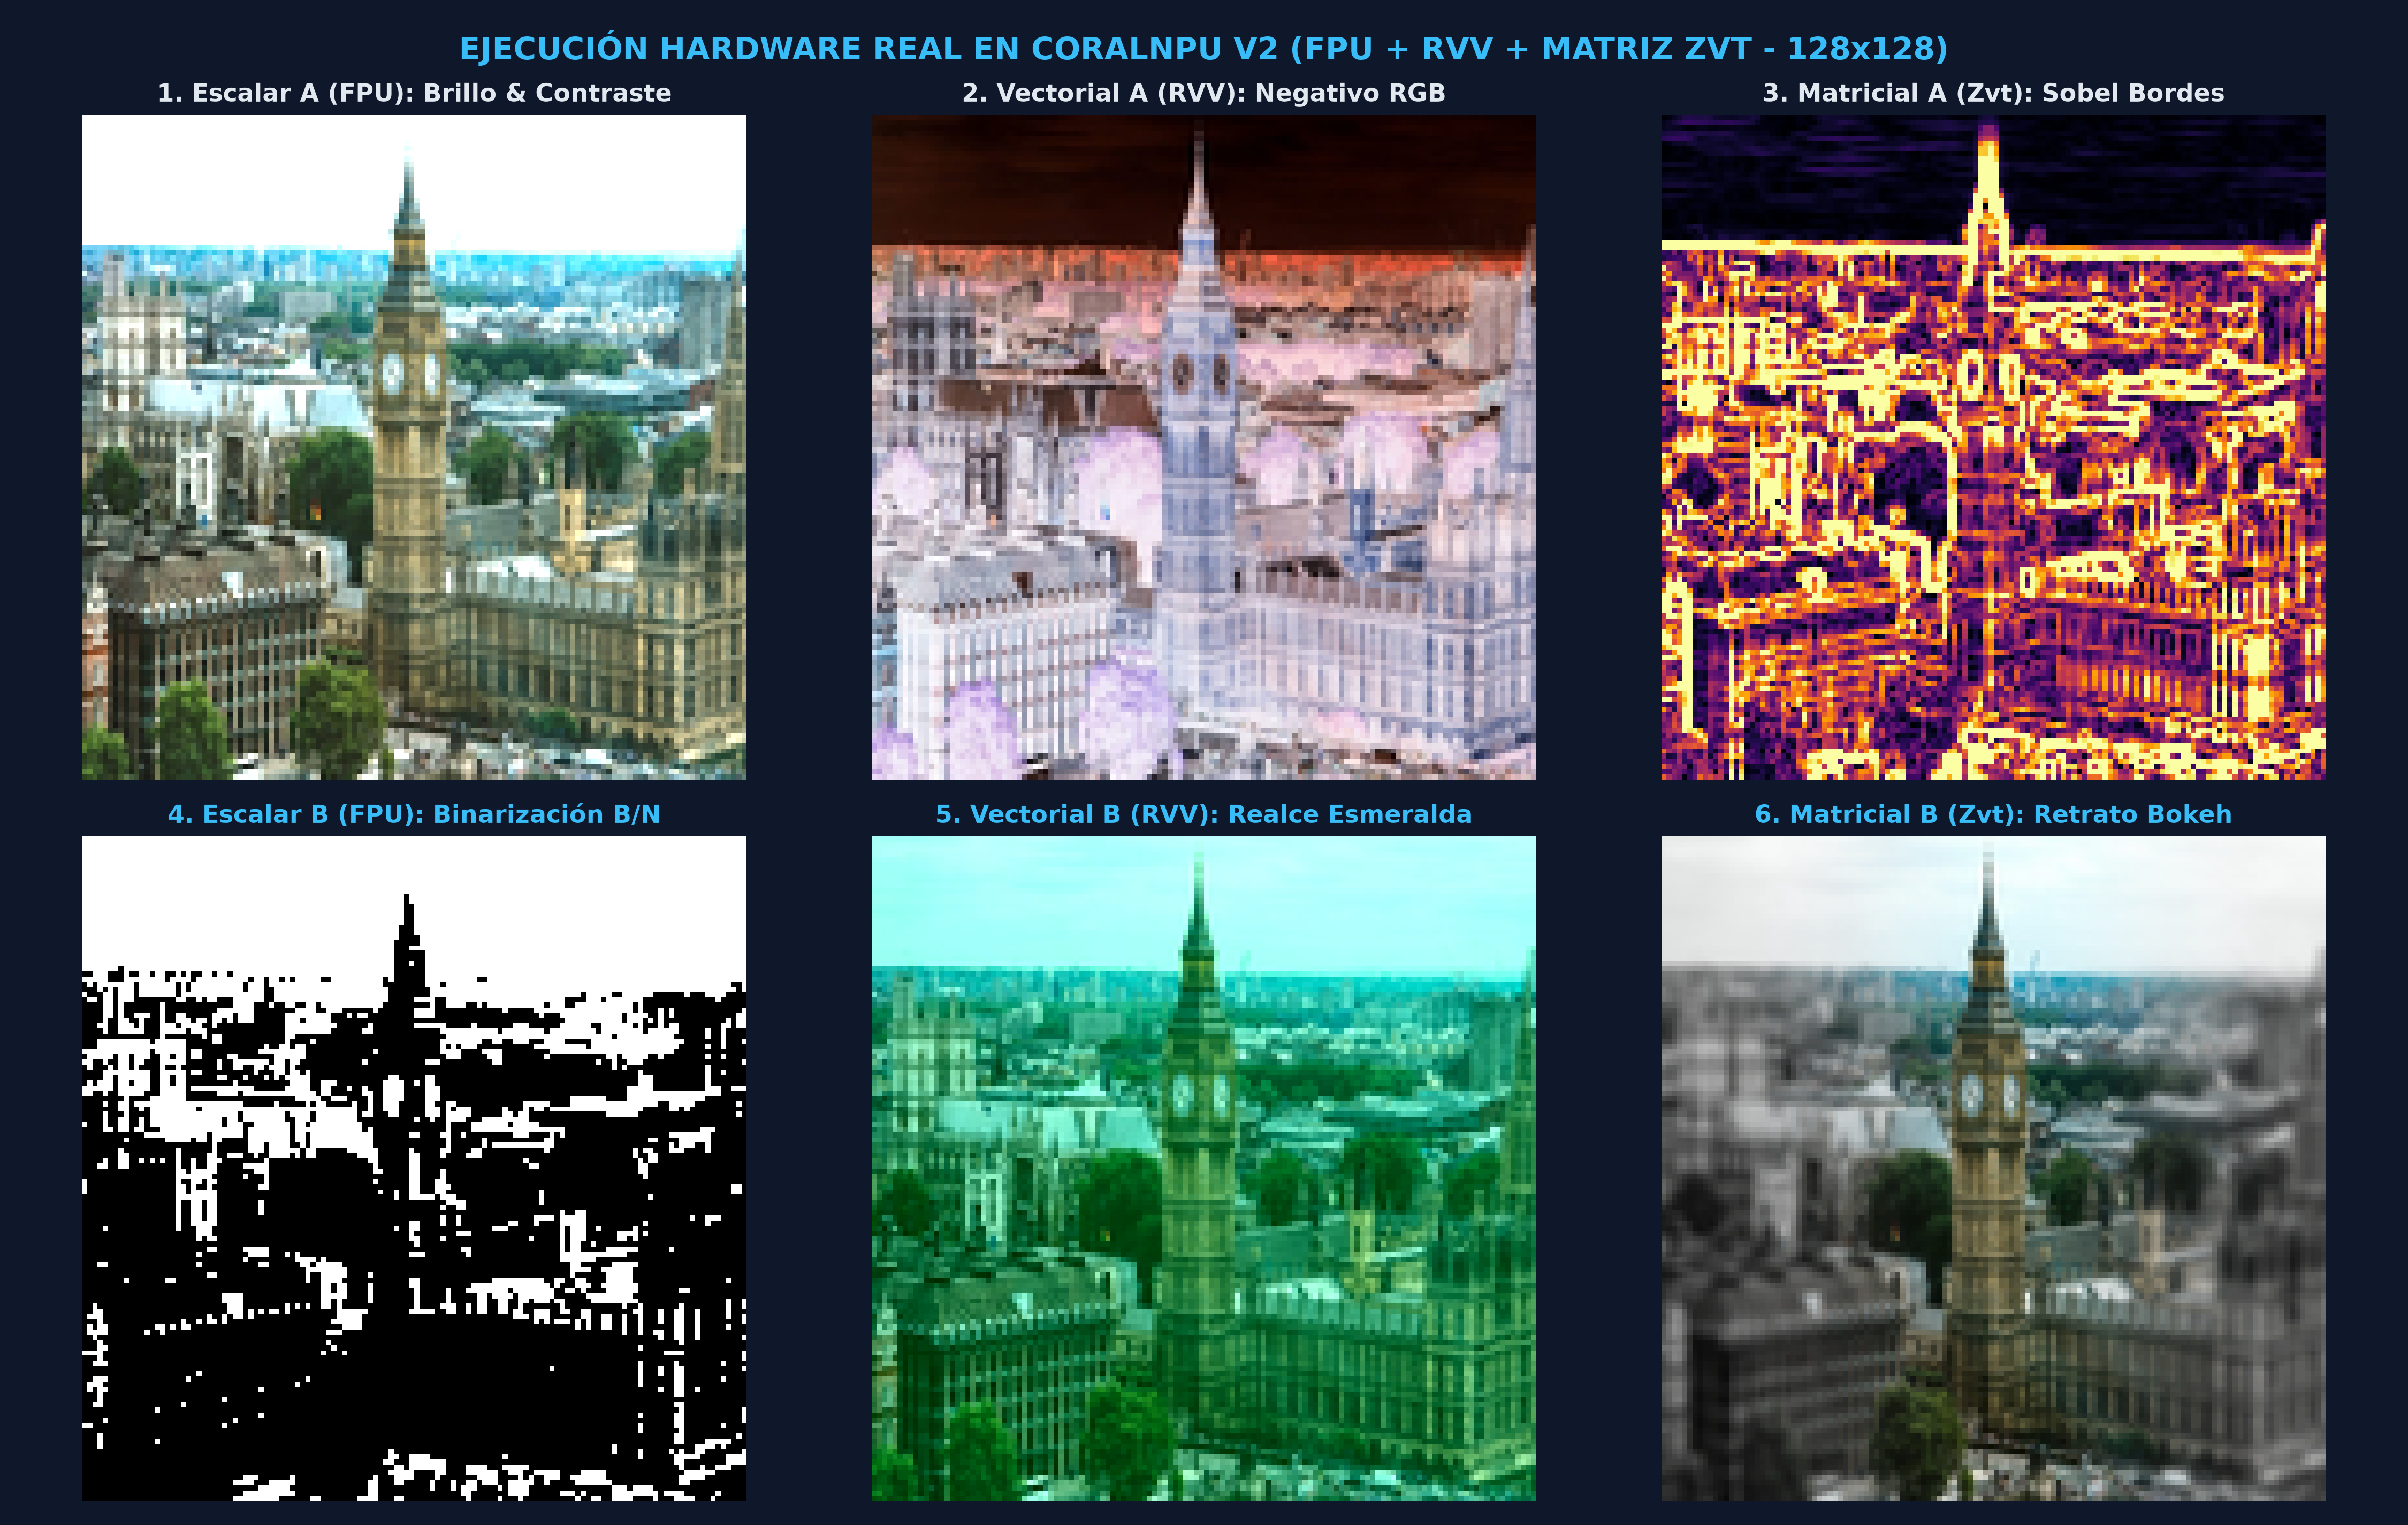 EJECUCIÓN HARDWARE REAL EN CORALNPU V2 (FPU + RVV + MATRIZ ZVT - 128x128)
1. Escalar A (FPU): Brillo & Contraste
2. Vectorial A (RVV): Negativo RGB
3. Matricial A (Zvt): Sobel Bordes
4. Escalar B (FPU): Binarización B/N
5. Vectorial B (RVV): Realce Esmeralda
6. Matricial B (Zvt): Retrato Bokeh